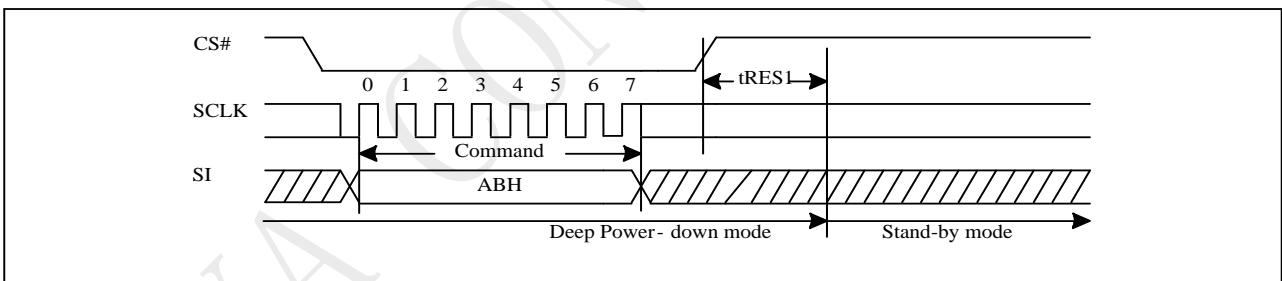 CS#
tRES1
0 1 2 3 4 5 6 7
SCLK
Command
SI
ABH
Deep Power- down mode
Stand-by mode